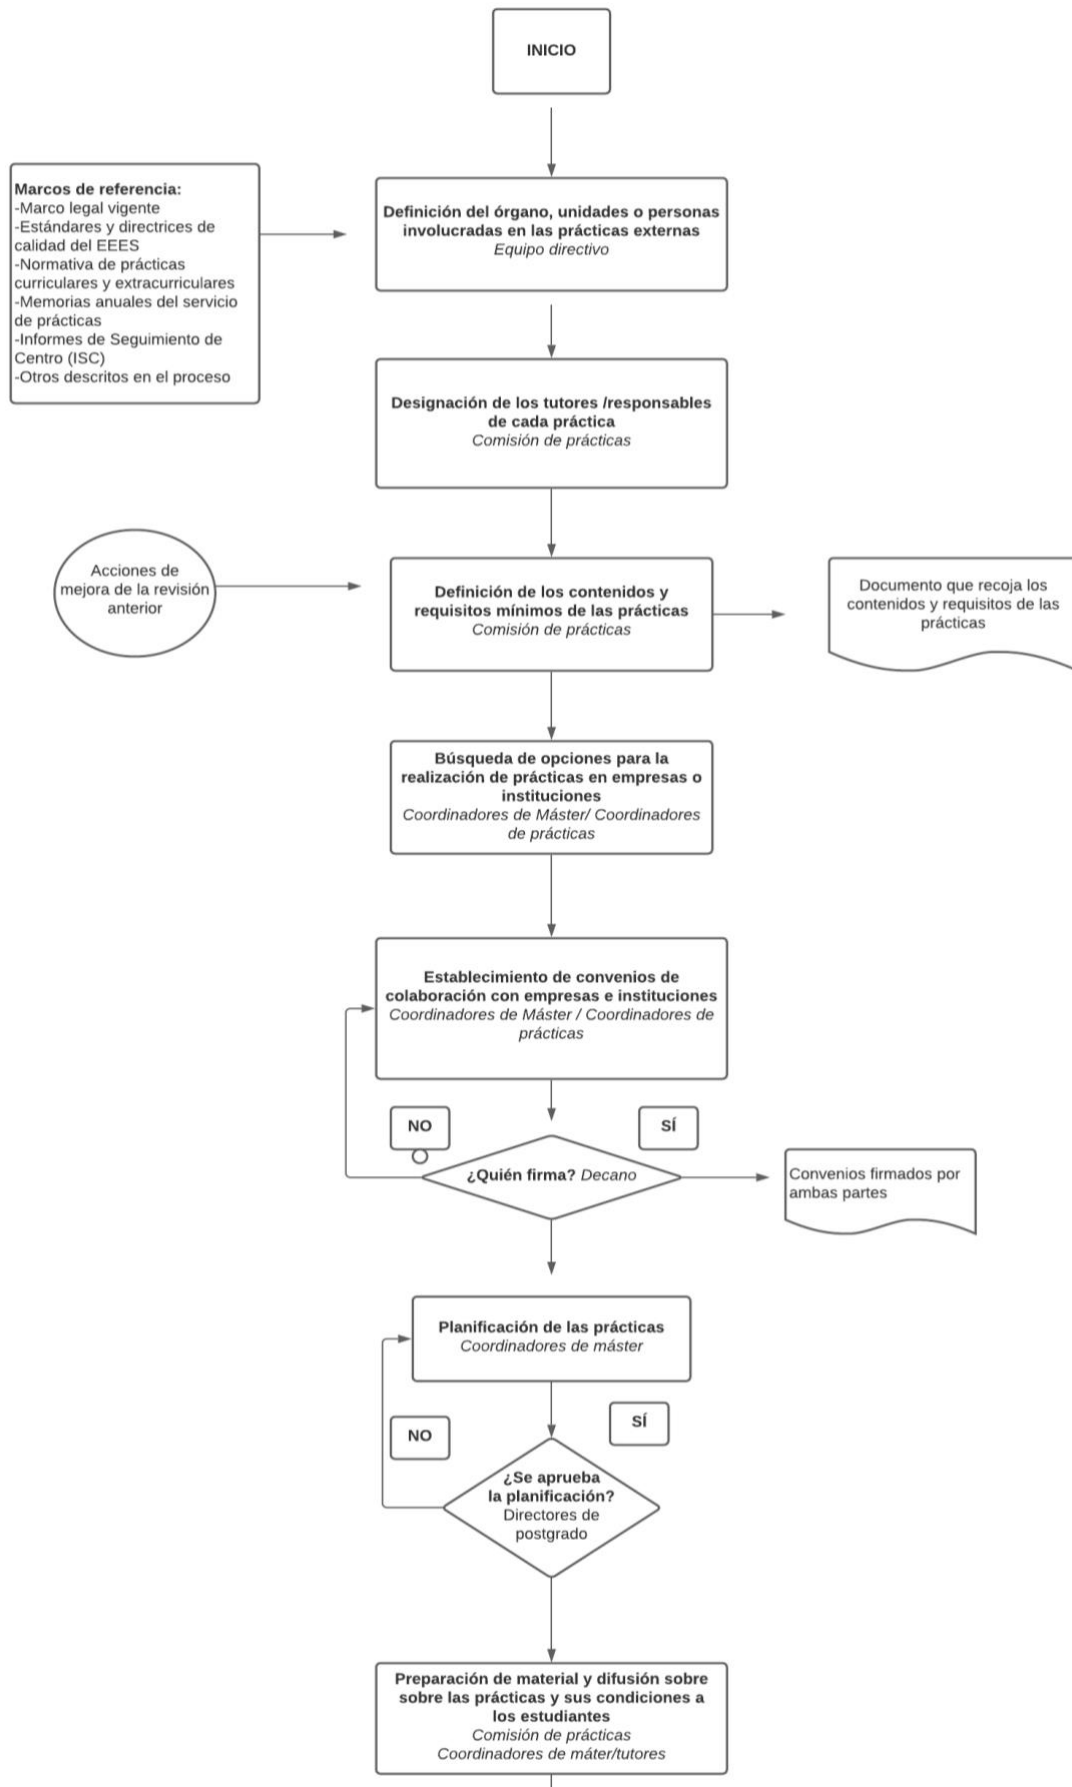 INICIO
Marcos de referencia:
-Marco legal vigente
-Estándares y directrices de
calidad del EEES
-Normativa de prácticas
curriculares y extracurriculares
-Memorias anuales del servicio
de prácticas
-Informes de Seguimiento de
Centro (ISC)
-Otros descritos en el proceso
Definición del órgano, unidades o personas
involucradas en las prácticas externas
Equipo directivo
Designación de los tutores /responsables
de cada práctica
Comisión de prácticas
Acciones de
mejora de la revisión
anterior
Definición de los contenidos y
requisitos mínimos de las prácticas
Comisión de prácticas
Documento que recoja los
contenidos y requisitos de las
prácticas
Búsqueda de opciones para la
realización de prácticas en empresas o
instituciones
Coordinadores de Máster/ Coordinadores
de prácticas
Establecimiento de convenios de
colaboración con empresas e instituciones
Coordinadores de Máster / Coordinadores de
prácticas
NO
SÍ
¿Quién firma? Decano
Convenios firmados por
ambas partes
Planificación de las prácticas
Coordinadores de máster
NO
SÍ
¿Se aprueba
la planificación?
Directores de
postgrado
Preparación de material y difusión sobre
sobre las prácticas y sus condiciones a
los estudiantes
Comisión de prácticas
Coordinadores de máter/tutores